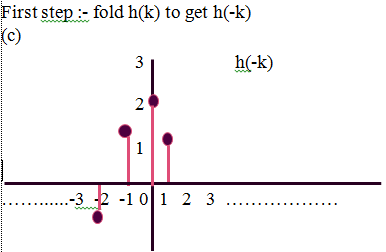 First step :- fold h(k) to get h(-k)
(c)
3 h(-k)
2
1
………...-3 -2 -1 0 1 2 3 ………………